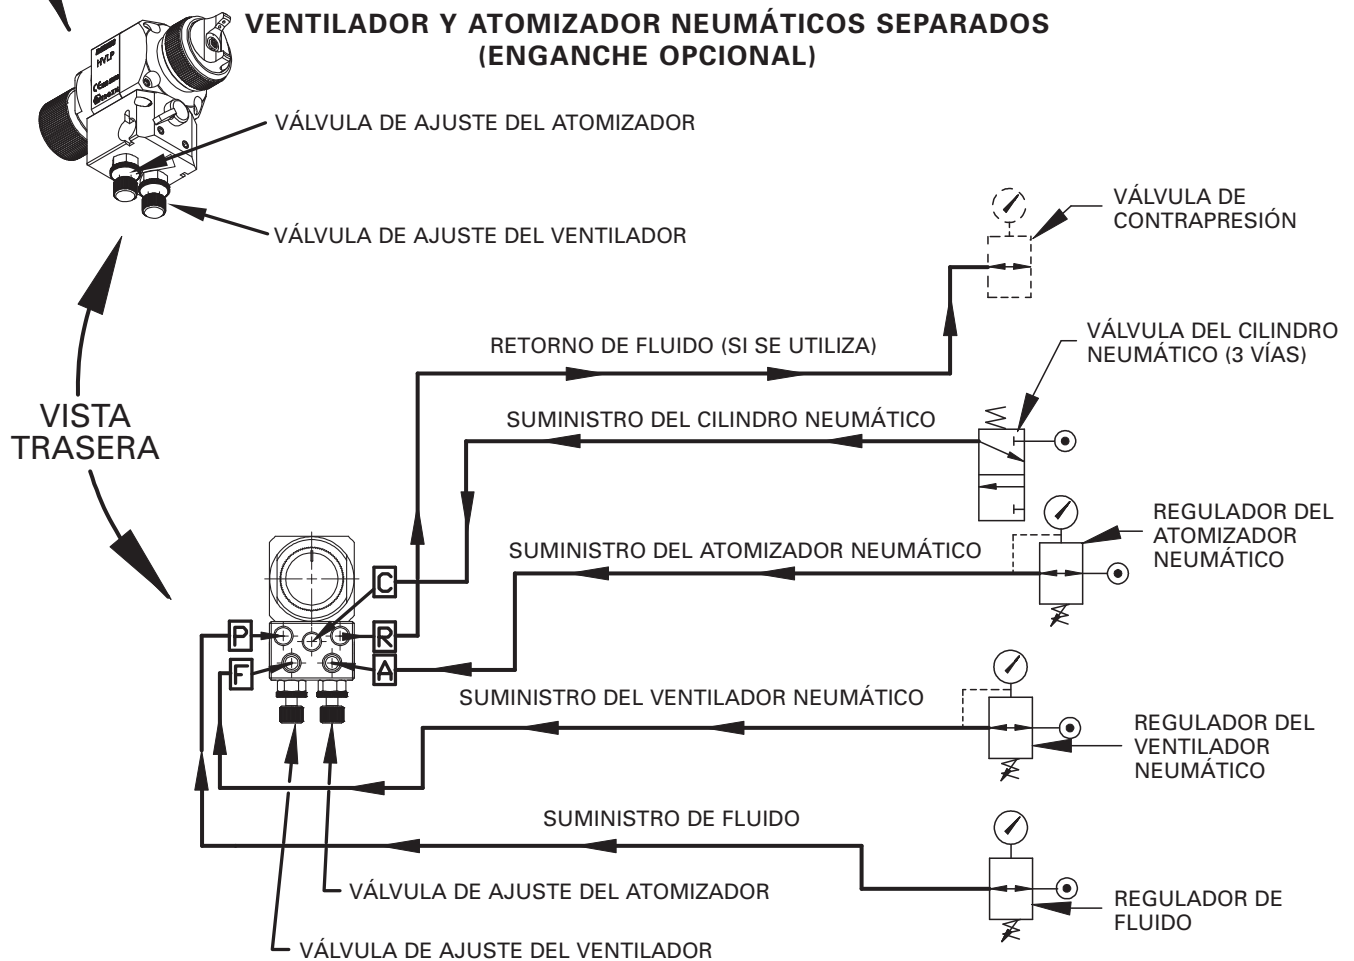 VENTILADOR Y ATOMIZADOR NEUMÁTICOS SEPARADOS
(ENGANCHE OPCIONAL)
HVLP
VÁLVULA DE AJUSTE DEL ATOMIZADOR
VÁLVULA DE AJUSTE DEL VENTILADOR
VÁLVULA DE
CONTRAPRESIÓN
RETORNO DE FLUIDO (SI SE UTILIZA)
VÁLVULA DEL CILINDRO
NEUMÁTICO (3 VÍAS)
VISTA
TRASERA
SUMINISTRO DEL CILINDRO NEUMÁTICO
REGULADOR DEL
ATOMIZADOR
NEUMÁTICO
SUMINISTRO DEL ATOMIZADOR NEUMÁTICO
C
P
R
F
A
SUMINISTRO DEL VENTILADOR NEUMÁTICO
REGULADOR DEL
VENTILADOR
NEUMÁTICO
SUMINISTRO DE FLUIDO
VÁLVULA DE AJUSTE DEL ATOMIZADOR
REGULADOR DE
FLUIDO
VÁLVULA DE AJUSTE DEL VENTILADOR